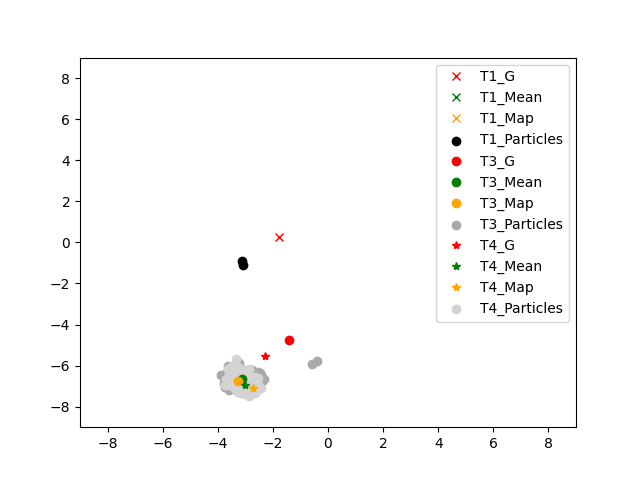 8
6
4
2
0
−2
−4
−6
−8
−8 −6 −4 −2 0 2 4 6 8
T1_G
T1_Mean
T1_Map
T1_Particles
T3_G
T3_Mean
T3_Map
T3_Particles
T4_G
T4_Mean
T4_Map
T4_Particles